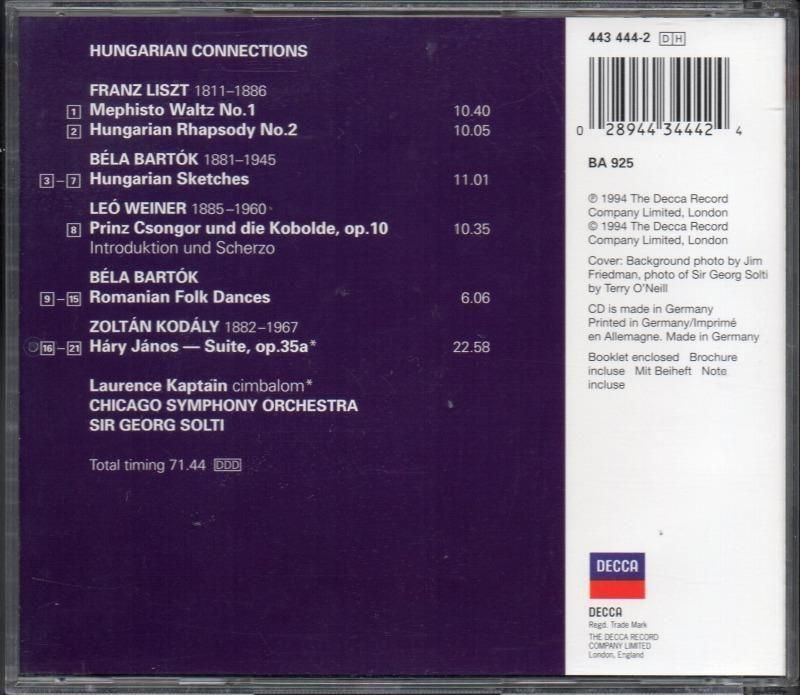 HUNGARIAN CONNECTIONS
FRANZ LISZT 1811–1886
1 Mephisto Waltz No.1 10.40
2 Hungarian Rhapsody No.2 10.05
BÉLA BARTÓK 1881–1945
3 – 7 Hungarian Sketches 11.01
LEÓ WEINER 1885–1960
8 Prinz Csongor und die Kobolde, op.10 10.35
Introduktion und Scherzo
BÉLA BARTÓK
9 – 15 Romanian Folk Dances 6.06
ZOLTÁN KODÁLY 1882–1967
16 – 21 Háry János — Suite, op.35a* 22.58
Laurence Kaptain cimbalom*
CHICAGO SYMPHONY ORCHESTRA
SIR GEORG SOLTI
Total timing 71.44 DDD
443 444-2 DH
0 28944 34442 4
BA 925
℗ 1994 The Decca Record
Company Limited, London
© 1994 The Decca Record
Company Limited, London
Cover: Background photo by Jim
Friedman, photo of Sir Georg Solti
by Terry O'Neill
CD is made in Germany
Printed in Germany/Imprimé
en Allemagne. Made in Germany
Booklet enclosed Brochure
incluse Mit Beiheft Note
incluse
DECCA
DECCA
Regd. Trade Mark
THE DECCA RECORD
COMPANY LIMITED
London, England